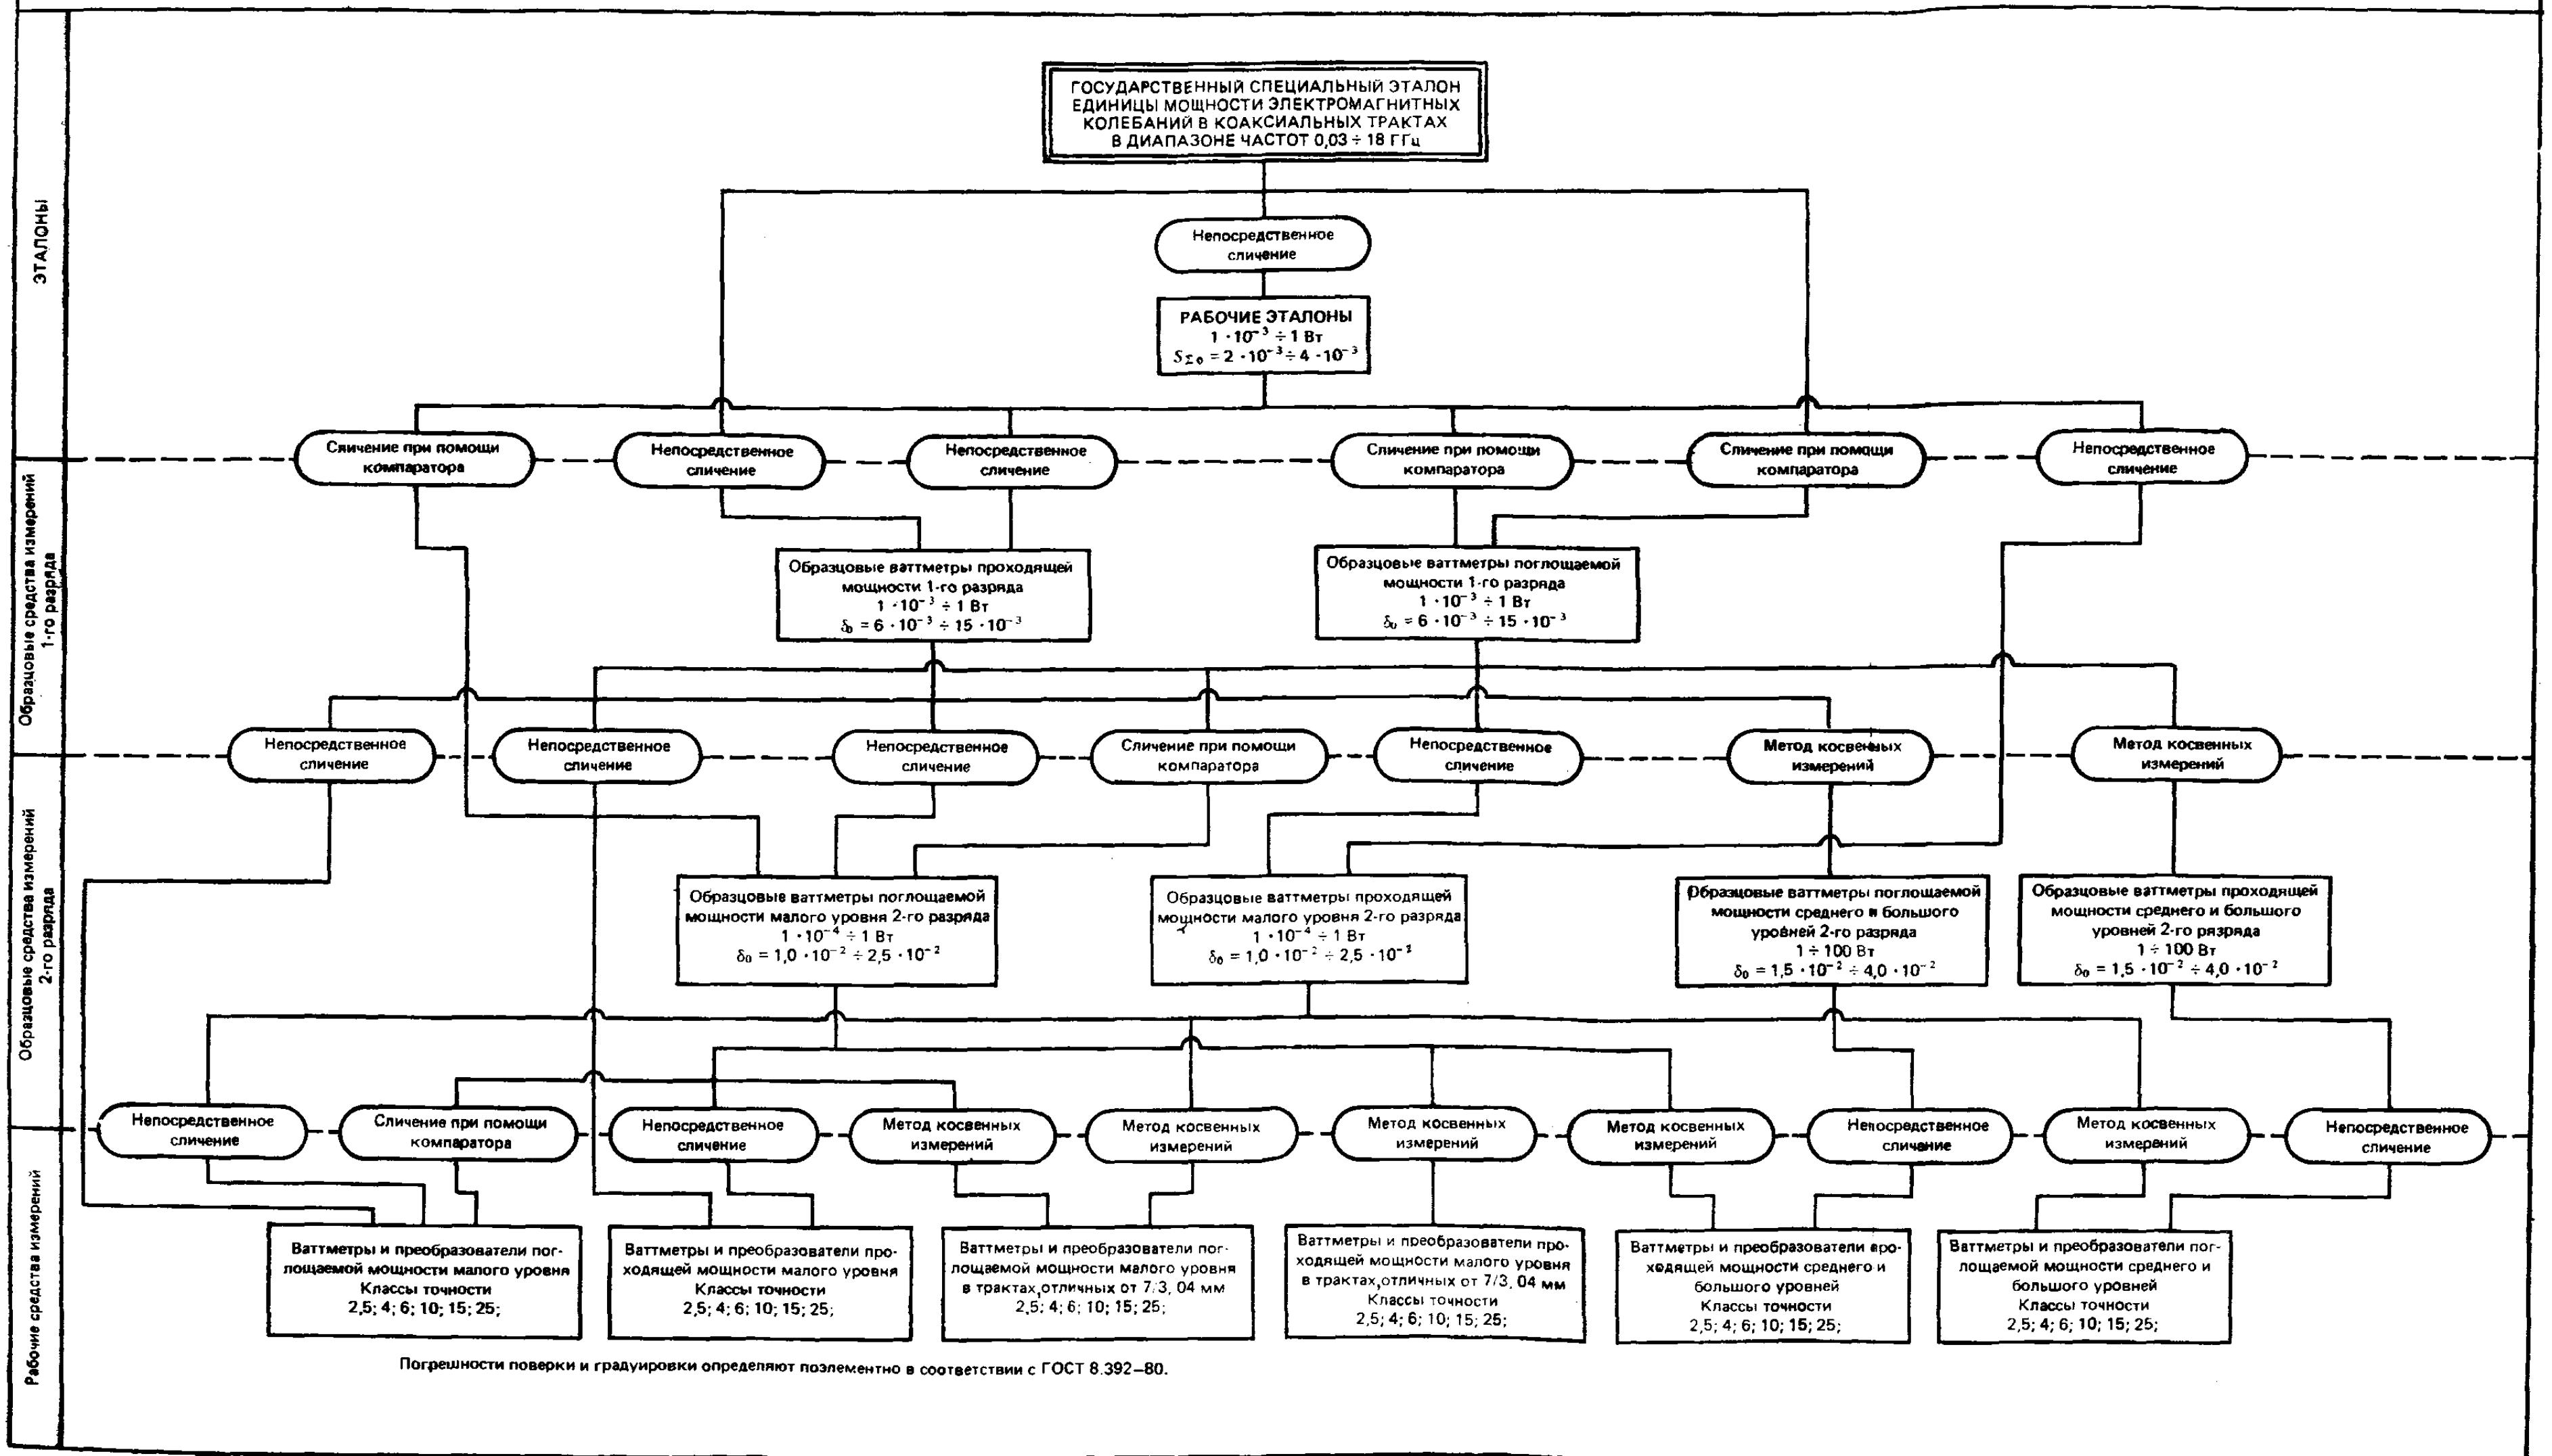 ГОСУДАРСТВЕННЫЙ СПЕЦИАЛЬНЫЙ ЭТАЛОН
ЕДИНИЦЫ МОЩНОСТИ ЭЛЕКТРОМАГНИТНЫХ
КОЛЕБАНИЙ В КОАКСИАЛЬНЫХ ТРАКТАХ
В ДИАПАЗОНЕ ЧАСТОТ 0,03 ÷ 18 ГГц
ЭТАЛОНЫ
Непосредственное
сличение
РАБОЧИЕ ЭТАЛОНЫ
1 · 10⁻³ ÷ 1 Вт
S_Σ₀ = 2 · 10⁻³ ÷ 4 · 10⁻³
Сличение при помощи
компаратора
Непосредственное
сличение
Непосредственное
сличение
Сличение при помощи
компаратора
Сличение при помощи
компаратора
Непосредственное
сличение
Образцовые средства измерений
1-го разряда
Образцовые ваттметры проходящей
мощности 1-го разряда
1 · 10⁻³ ÷ 1 Вт
δ₀ = 6 · 10⁻³ ÷ 15 · 10⁻³
Образцовые ваттметры поглощаемой
мощности 1-го разряда
1 · 10⁻³ ÷ 1 Вт
δ₀ = 6 · 10⁻³ ÷ 15 · 10⁻³
Непосредственное
сличение
Непосредственное
сличение
Непосредственное
сличение
Сличение при помощи
компаратора
Непосредственное
сличение
Метод косвенных
измерений
Метод косвенных
измерений
Образцовые средства измерений
2-го разряда
Образцовые ваттметры поглощаемой
мощности малого уровня 2-го разряда
1 · 10⁻⁴ ÷ 1 Вт
δ₀ = 1,0 · 10⁻² ÷ 2,5 · 10⁻²
Образцовые ваттметры проходящей
мощности малого уровня 2-го разряда
1 · 10⁻⁴ ÷ 1 Вт
δ₀ = 1,0 · 10⁻² ÷ 2,5 · 10⁻²
Образцовые ваттметры поглощаемой
мощности среднего и большого
уровней 2-го разряда
1 ÷ 100 Вт
δ₀ = 1,5 · 10⁻² ÷ 4,0 · 10⁻²
Образцовые ваттметры проходящей
мощности среднего и большого
уровней 2-го рязряда
1 ÷ 100 Вт
δ₀ = 1,5 · 10⁻² ÷ 4,0 · 10⁻²
Непосредственное
сличение
Сличение при помощи
компаратора
Непосредственное
сличение
Метод косвенных
измерений
Метод косвенных
измерений
Метод косвенных
измерений
Метод косвенных
измерений
Непосредственное
сличение
Метод косвенных
измерений
Непосредственное
сличение
Рабочие средства измерений
Ваттметры и преобразователи пог-
лощаемой мощности малого уровня
Классы точности
2,5; 4; 6; 10; 15; 25;
Ваттметры и преобразователи про-
ходящей мощности малого уровня
Классы точности
2,5; 4; 6; 10; 15; 25;
Ваттметры и преобразователи пог-
лощаемой мощности малого уровня
в трактах, отличных от 7/3, 04 мм
2,5; 4; 6; 10; 15; 25;
Ваттметры и преобразователи про-
ходящей мощности малого уровня
в трактах, отличных от 7/3, 04 мм
Классы точности
2,5; 4; 6; 10; 15; 25;
Ваттметры и преобразователи про-
ходящей мощности среднего и
большого уровней
Классы точности
2,5; 4; 6; 10; 15; 25;
Ваттметры и преобразователи пог-
лощаемой мощности среднего и
большого уровней
Классы точности
2,5; 4; 6; 10; 15; 25;
Погрешности поверки и градуировки определяют поэлементно в соответствии с ГОСТ 8.392–80.